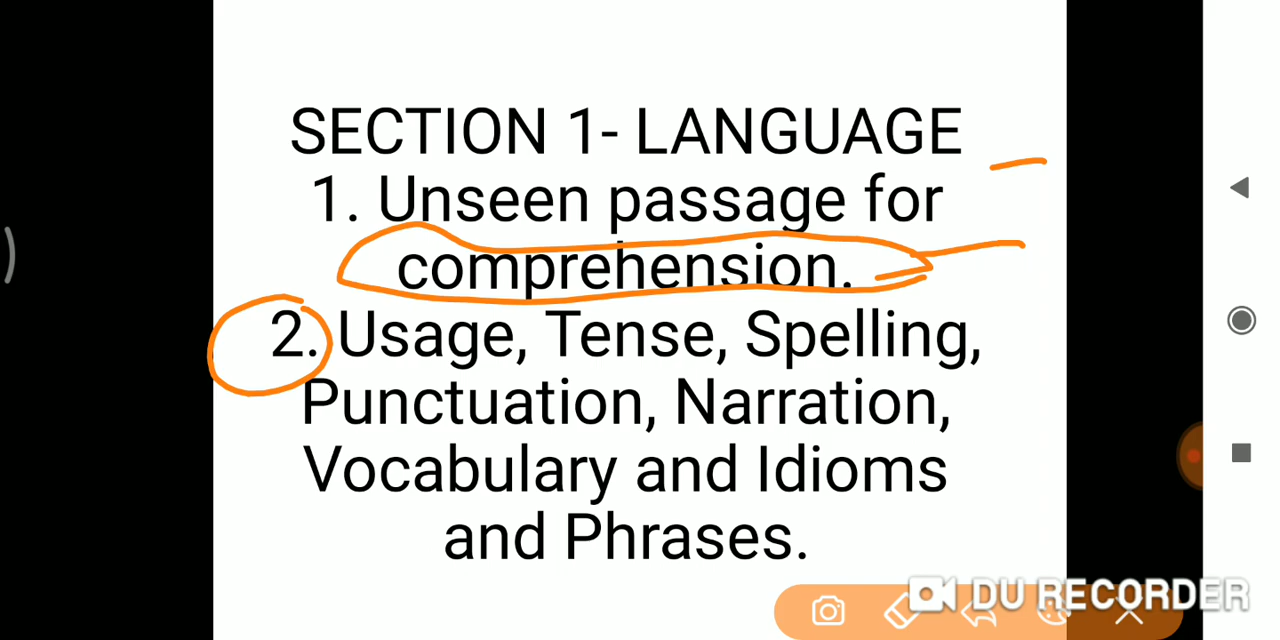 SECTION 1- LANGUAGE
1. Unseen passage for
comprehension.
2. Usage, Tense, Spelling,
Punctuation, Narration,
Vocabulary and Idioms
and Phrases.
DU RECORDER